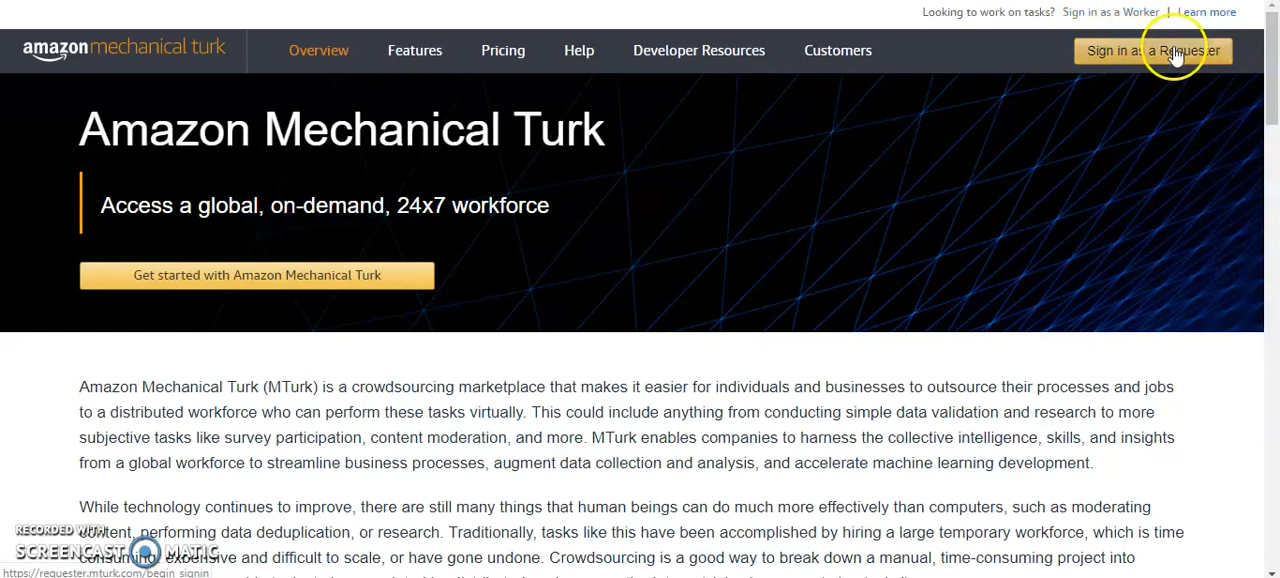 Looking to work on tasks? Sign in as a Worker | Learn more
amazon mechanical turk Overview Features Pricing Help Developer Resources Customers Sign in as a Requester
Amazon Mechanical Turk
Access a global, on-demand, 24x7 workforce
Get started with Amazon Mechanical Turk
Amazon Mechanical Turk (MTurk) is a crowdsourcing marketplace that makes it easier for individuals and businesses to outsource their processes and jobs
to a distributed workforce who can perform these tasks virtually. This could include anything from conducting simple data validation and research to more
subjective tasks like survey participation, content moderation, and more. MTurk enables companies to harness the collective intelligence, skills, and insights
from a global workforce to streamline business processes, augment data collection and analysis, and accelerate machine learning development.
While technology continues to improve, there are still many things that human beings can do much more effectively than computers, such as moderating
content, performing data deduplication, or research. Traditionally, tasks like this have been accomplished by hiring a large temporary workforce, which is time
consuming, expensive and difficult to scale, or have gone undone. Crowdsourcing is a good way to break down a manual, time-consuming project into
RECORDED WITH
SCREENCAST MATIC
https://requester.mturk.com/begin_signin